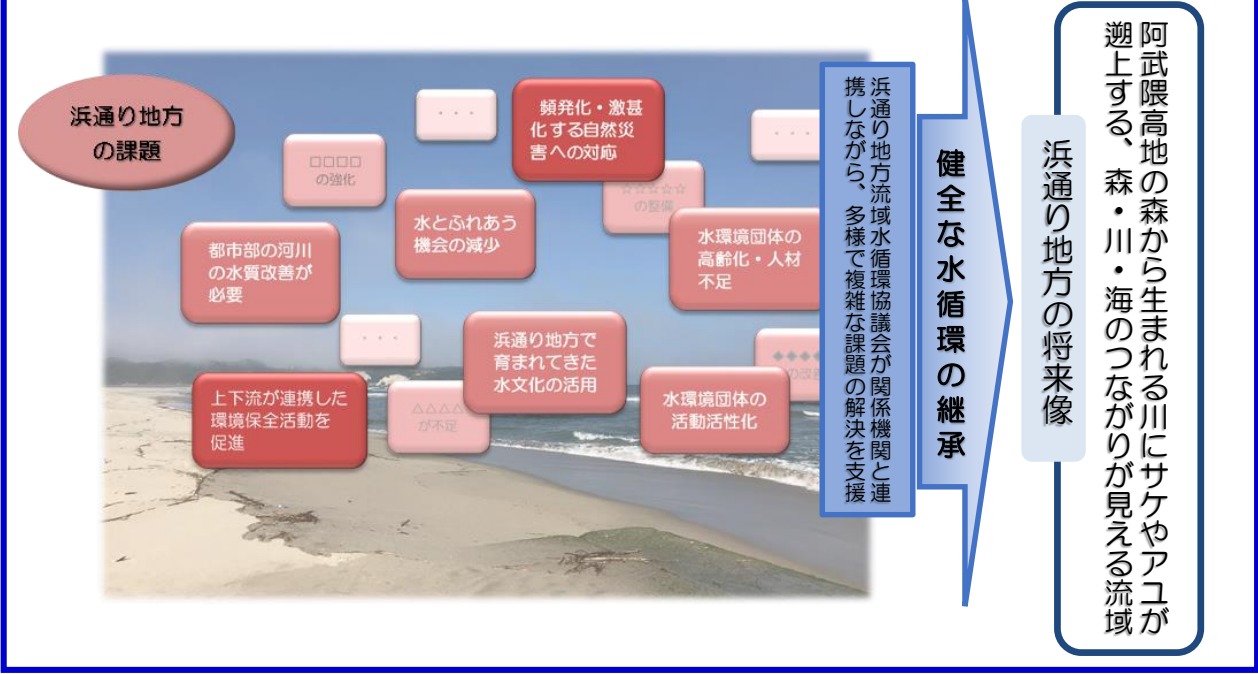 浜通り地方
の課題
・・・
頻発化・激甚
化する自然災
害への対応
・・・
□□□□
の強化
☆☆☆☆☆
の整備
水とふれあう
機会の減少
都市部の河川
の水質改善が
必要
水環境団体の
高齢化・人材
不足
・・・
浜通り地方で
育まれてきた
水文化の活用
◆◆◆◆
の改善
上下流が連携した
環境保全活動を
促進
△△△△
が不足
水環境団体の
活動活性化
浜通り地方流域水循環協議会が関係機関と連
携しながら、多様で複雑な課題の解決を支援
健全な水循環の継承
浜通り地方の将来像
阿武隈高地の森から生まれる川にサケやアユが
遡上する、森・川・海のつながりが見える流域